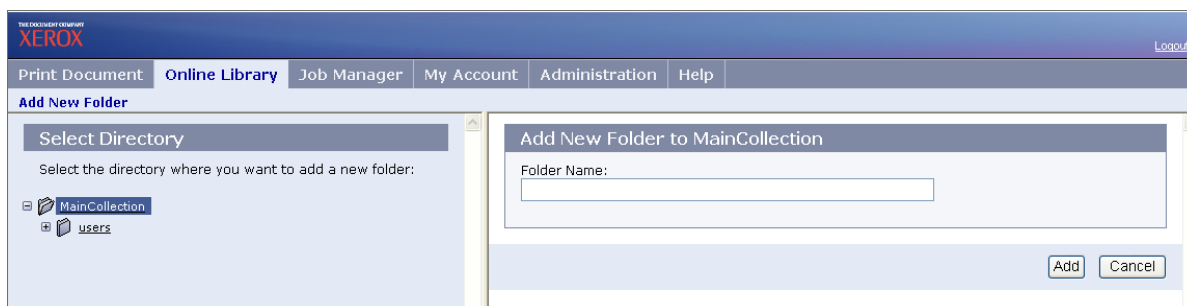 THE DOCUMENT COMPANY
XEROX
Logout
Print Document Online Library Job Manager My Account Administration Help
Add New Folder
Select Directory
Select the directory where you want to add a new folder:
MainCollection
users
Add New Folder to MainCollection
Folder Name:
Add Cancel